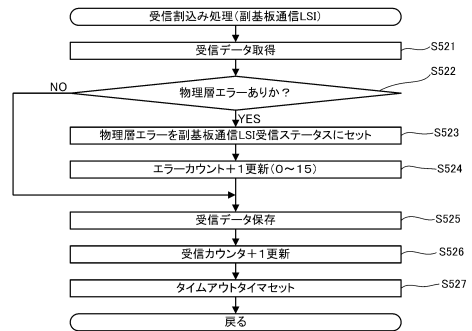 受信割込み処理(副基板通信LSI)
受信データ取得
S521
物理層エラーありか？
S522
NO
YES
物理層エラーを副基板通信LSI受信ステータスにセット
S523
エラーカウント+1更新(0～15)
S524
受信データ保存
S525
受信カウンタ+1更新
S526
タイムアウトタイマセット
S527
戻る